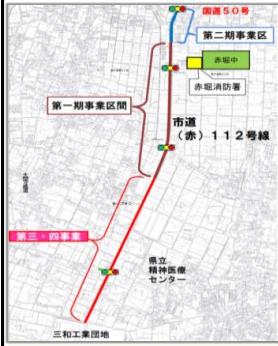 国道５０号
第二期事業区
赤堀中
赤堀消防署
第一期事業区間
市道
（赤）１１２号線
第三・四事業
県立
精神医療
センター
三和工業団地